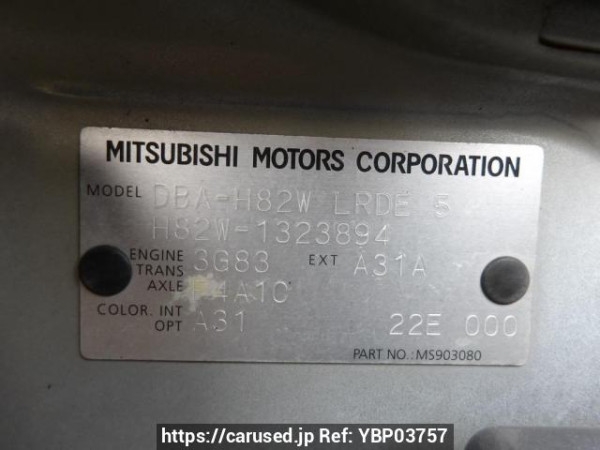 MITSUBISHI MOTORS CORPORATION
MODEL DBA-H82W LRDE 5
H82W-1323894
ENGINE 3G83 EXT A31A
TRANS
AXLE F4A1C
COLOR. INT A31
OPT 22E 000
PART NO.: MS903080
https://carused.jp Ref: YBP03757